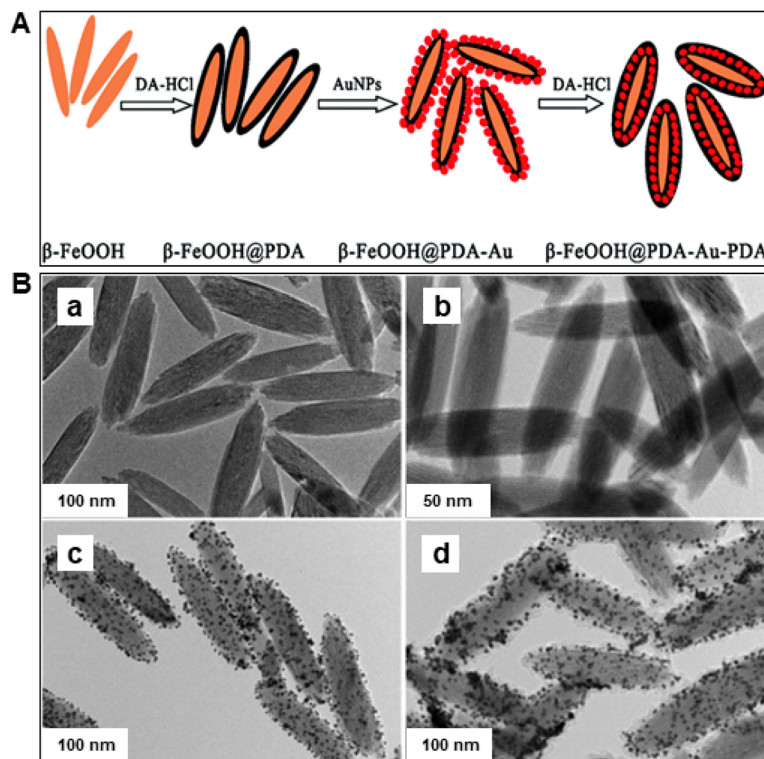 A
DA-HCl AuNPs DA-HCl
β-FeOOH β-FeOOH@PDA β-FeOOH@PDA-Au β-FeOOH@PDA-Au-PDA
B
a b
100 nm 50 nm
c d
100 nm 100 nm